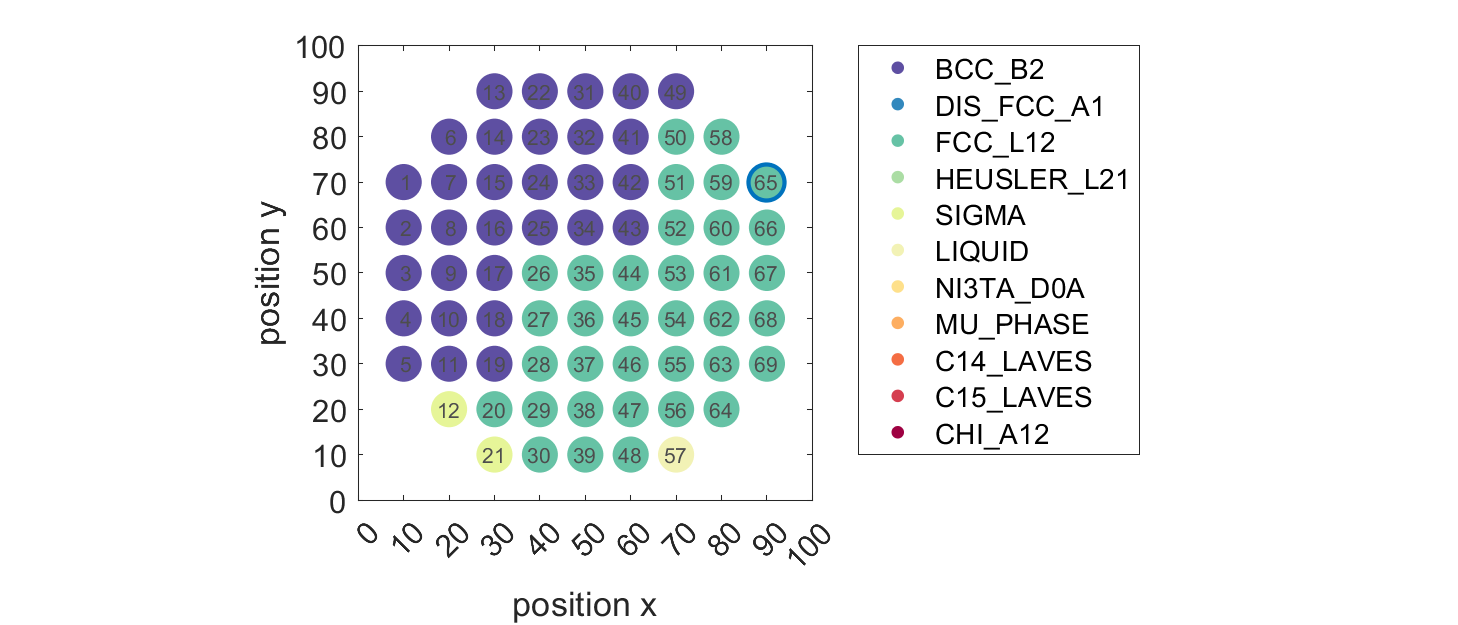 100
90 13 22 31 40 49
80 6 14 23 32 41 50 58
70 1 7 15 24 33 42 51 59 65
60 2 8 16 25 34 43 52 60 66
50 3 9 17 26 35 44 53 61 67
40 4 10 18 27 36 45 54 62 68
30 5 11 19 28 37 46 55 63 69
20 12 20 29 38 47 56 64
10 21 30 39 48 57
0
0 10 20 30 40 50 60 70 80 90 100
position x
position y
BCC_B2
DIS_FCC_A1
FCC_L12
HEUSLER_L21
SIGMA
LIQUID
NI3TA_D0A
MU_PHASE
C14_LAVES
C15_LAVES
CHI_A12